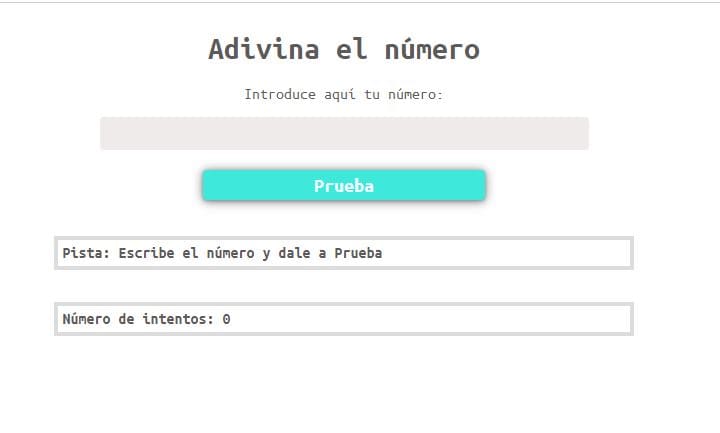 Adivina el número
Introduce aquí tu número:
Prueba
Pista: Escribe el número y dale a Prueba
Número de intentos: 0